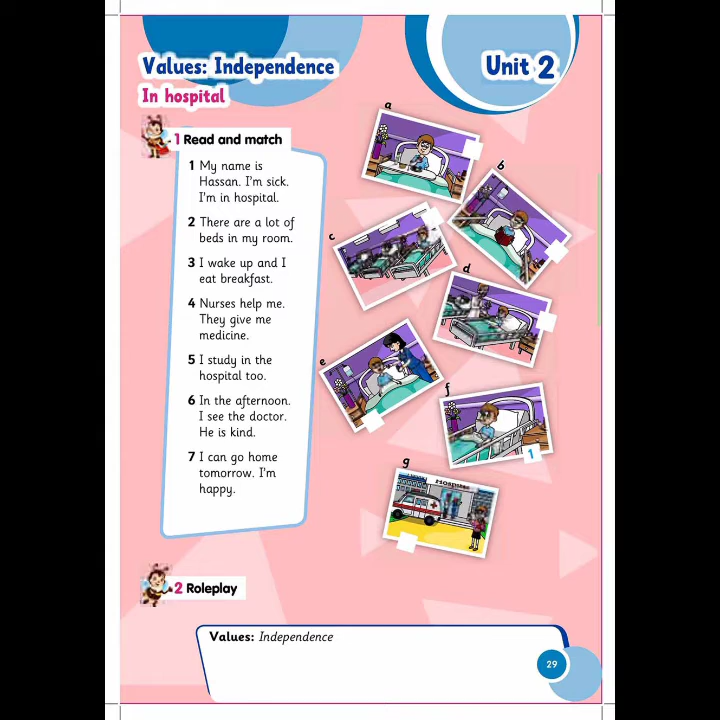 Values: Independence
Unit 2
In hospital
1 Read and match
1 My name is
Hassan. I'm sick.
I'm in hospital.
2 There are a lot of
beds in my room.
3 I wake up and I
eat breakfast.
4 Nurses help me.
They give me
medicine.
5 I study in the
hospital too.
6 In the afternoon.
I see the doctor.
He is kind.
7 I can go home
tomorrow. I'm
happy.
a
b
c
d
e
f
1
g
Hospital
2 Roleplay
Values: Independence
29